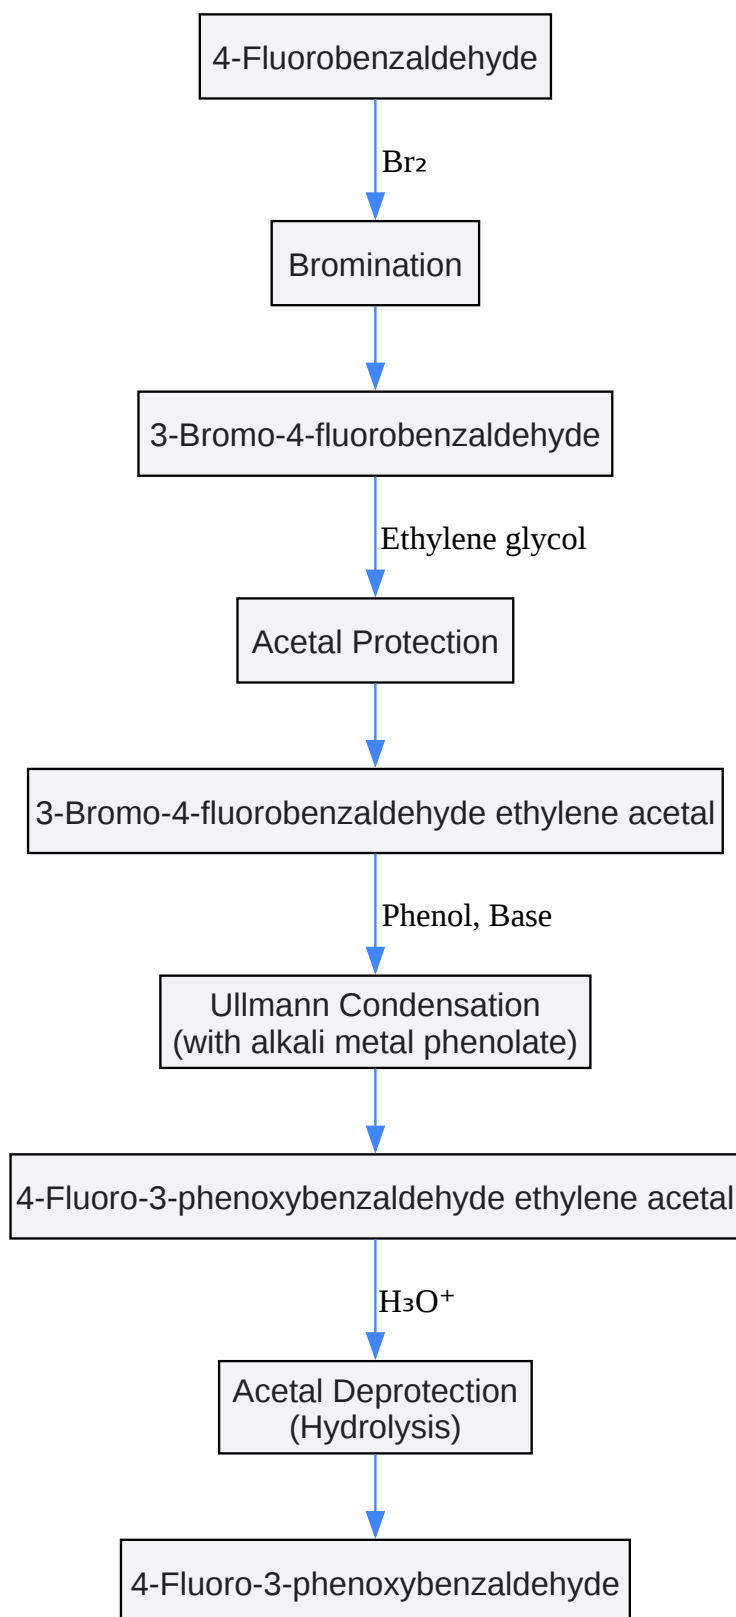 4-Fluorobenzaldehyde
Br₂
Bromination
3-Bromo-4-fluorobenzaldehyde
Ethylene glycol
Acetal Protection
3-Bromo-4-fluorobenzaldehyde ethylene acetal
Phenol, Base
Ullmann Condensation
(with alkali metal phenolate)
4-Fluoro-3-phenoxybenzaldehyde ethylene acetal
H₃O⁺
Acetal Deprotection
(Hydrolysis)
4-Fluoro-3-phenoxybenzaldehyde